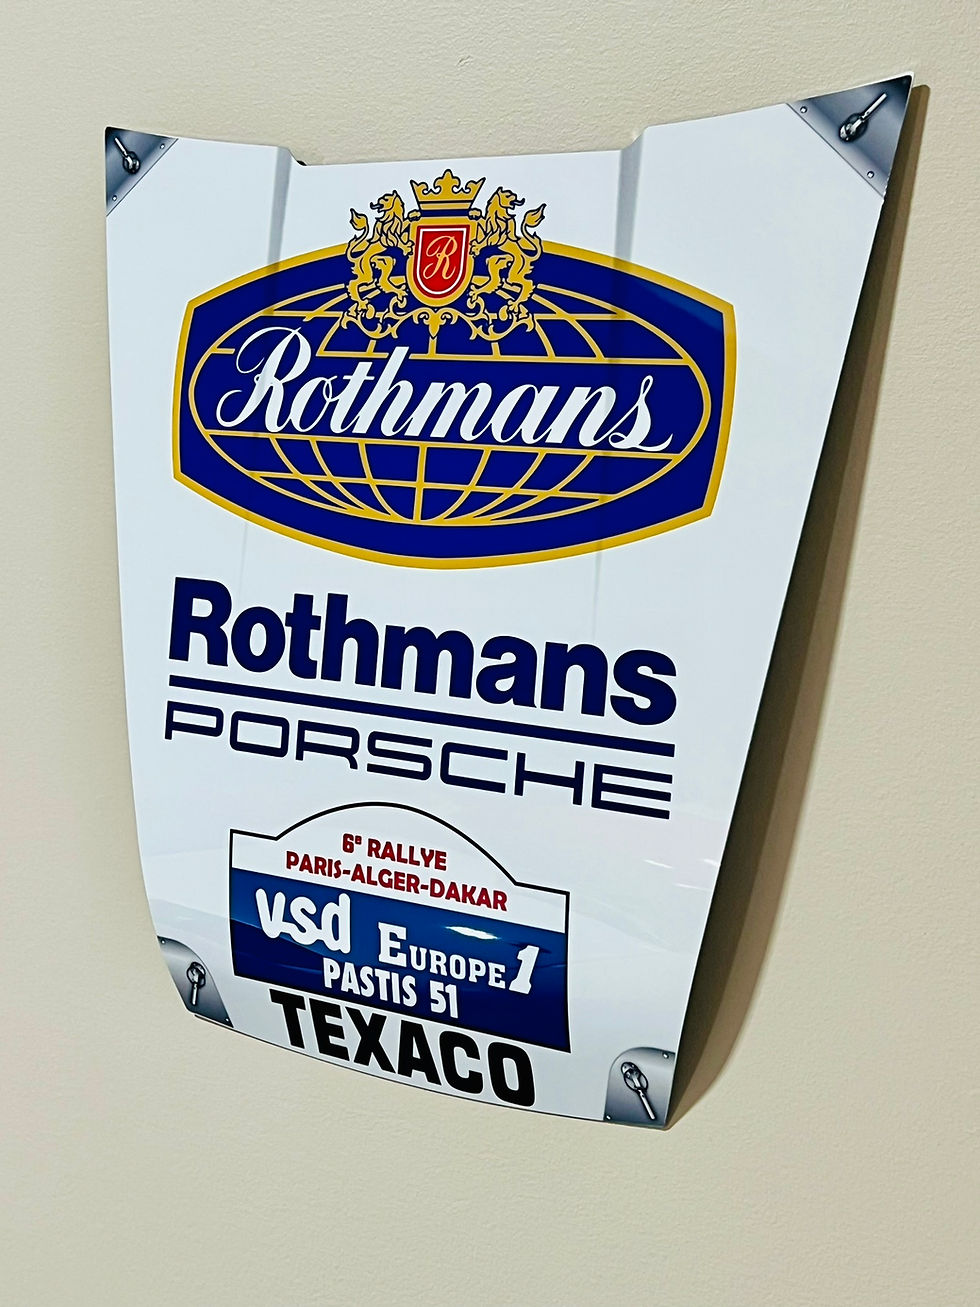 R
Rothmans
Rothmans
PORSCHE
6e RALLYE
PARIS-ALGER-DAKAR
vsd EUROPE 1
PASTIS 51
TEXACO